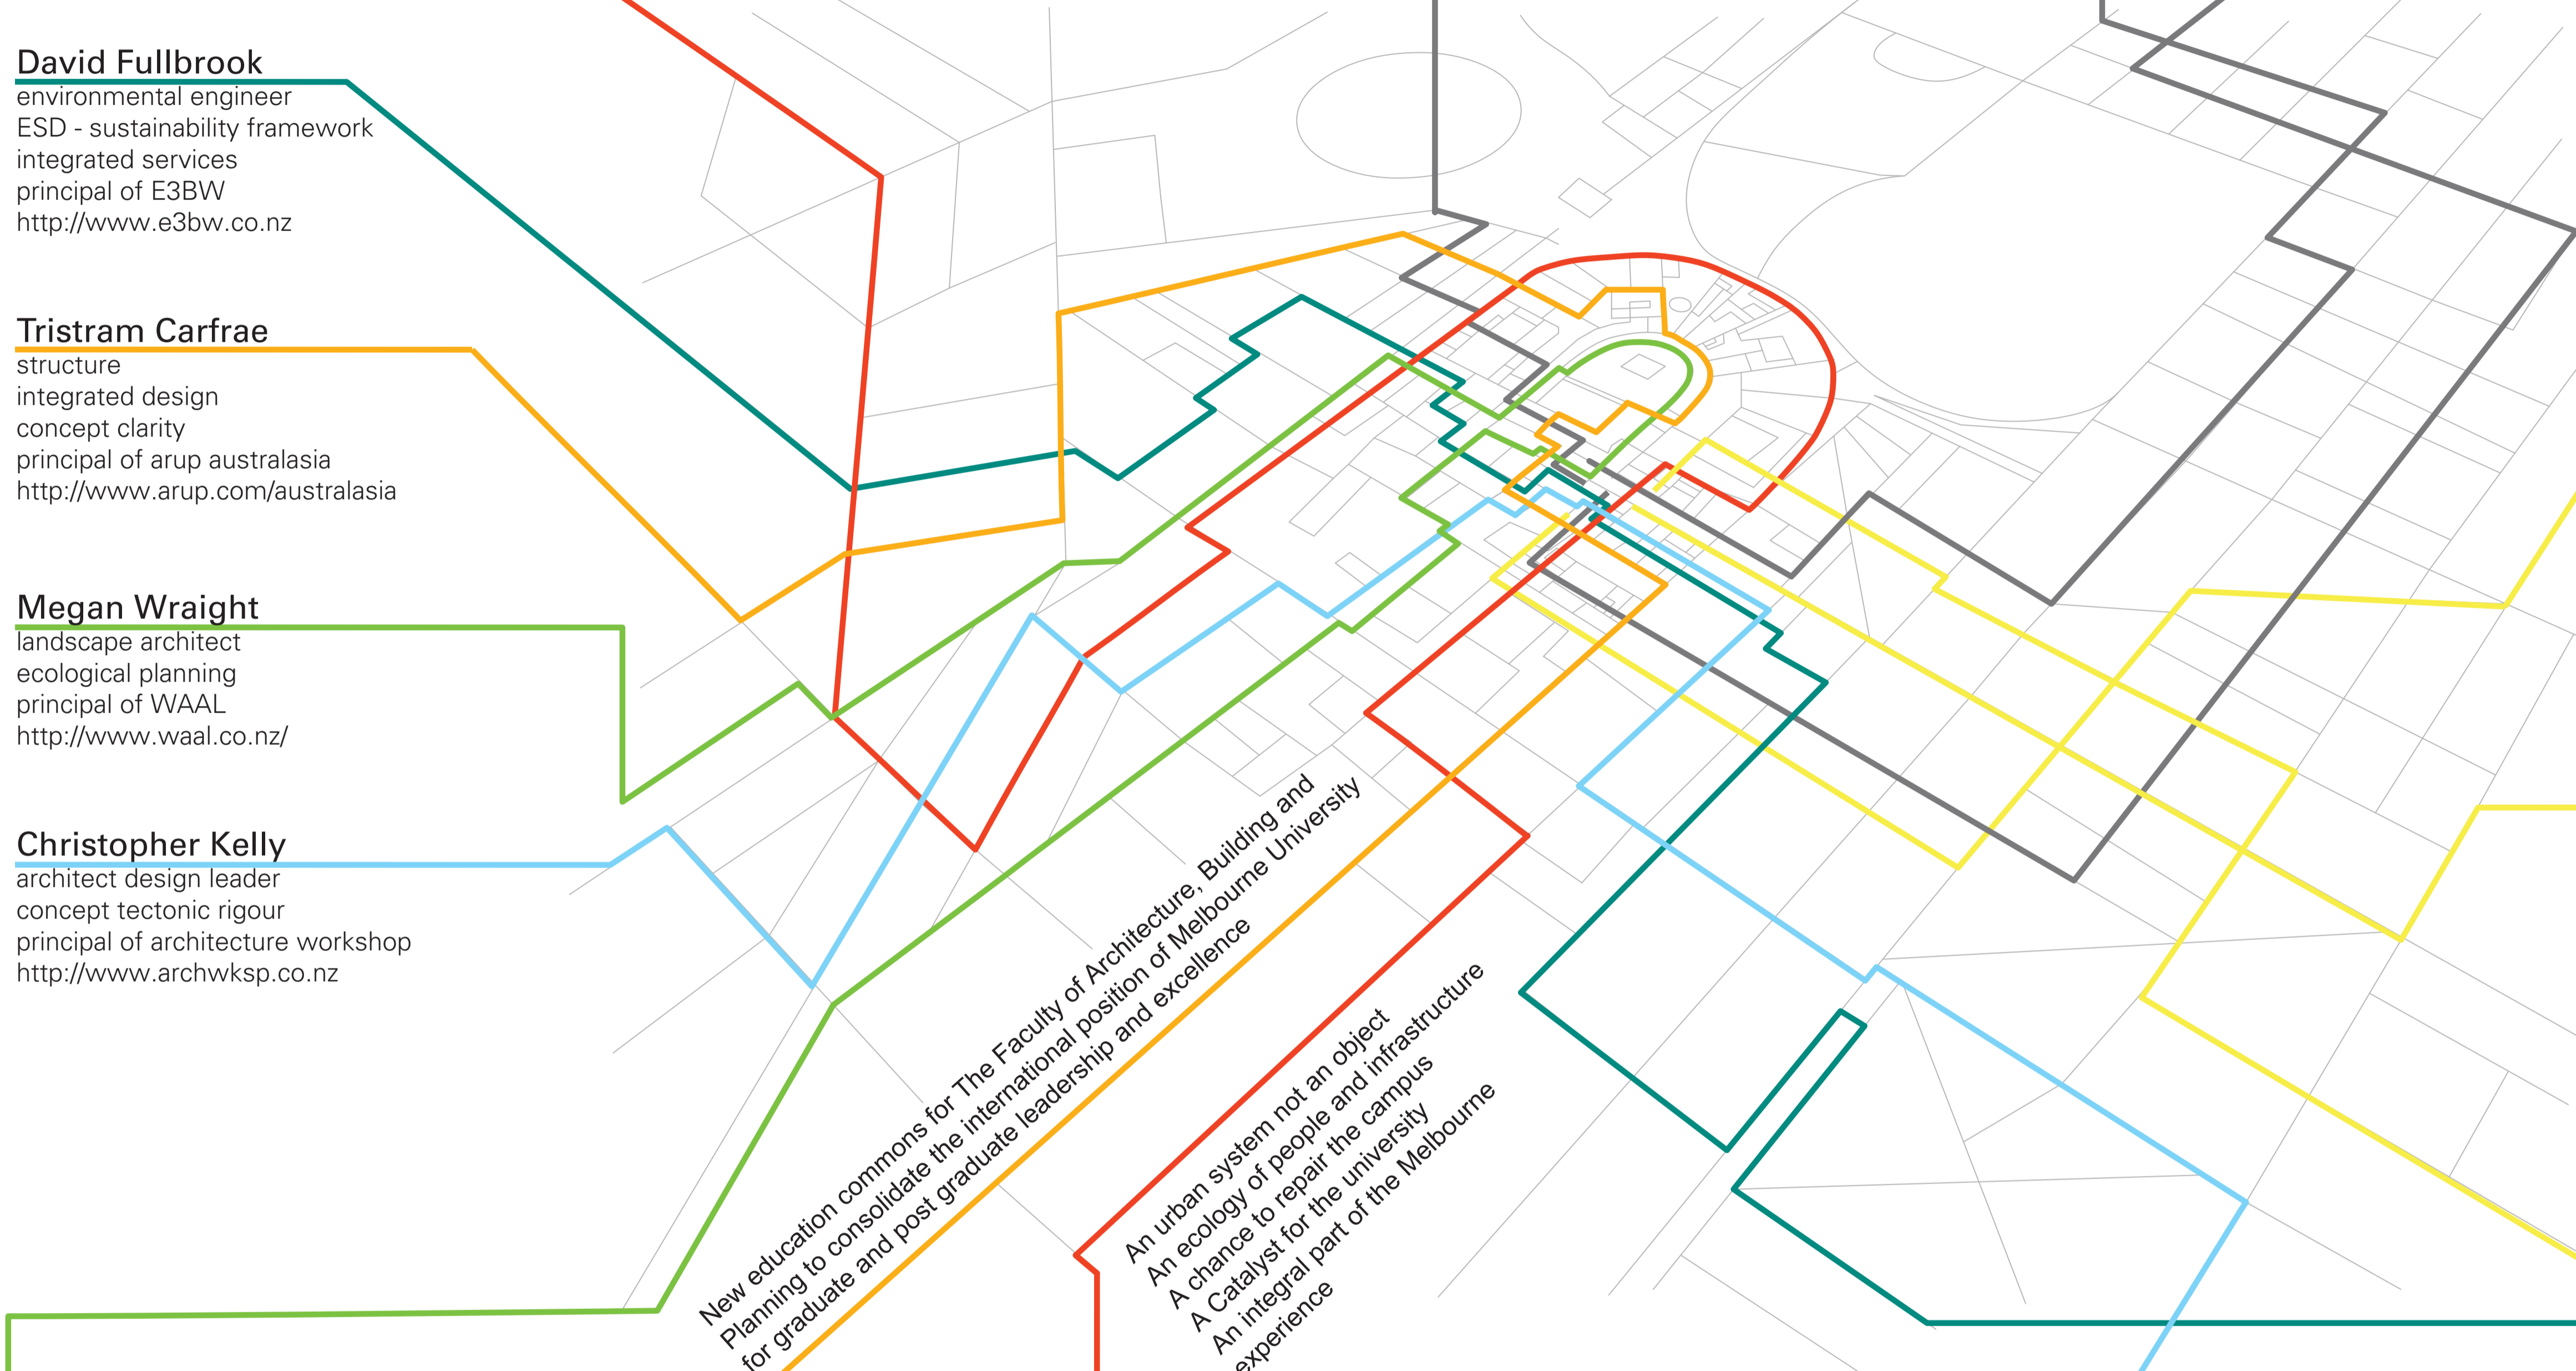 David Fullbrook
environmental engineer
ESD - sustainability framework
integrated services
principal of E3BW
http://www.e3bw.co.nz
Tristram Carfrae
structure
integrated design
concept clarity
principal of arup australasia
http://www.arup.com/australasia
Megan Wraight
landscape architect
ecological planning
principal of WAAL
http://www.waal.co.nz/
Christopher Kelly
architect design leader
concept tectonic rigour
principal of architecture workshop
http://www.archwksp.co.nz
New education commons for The Faculty of Architecture, Building and
Planning to consolidate the international position of Melbourne University
for graduate and post graduate leadership and excellence
An urban system not an object
An ecology of people and infrastructure
A chance to repair the campus
A Catalyst for the university
An integral part of the Melbourne
experience